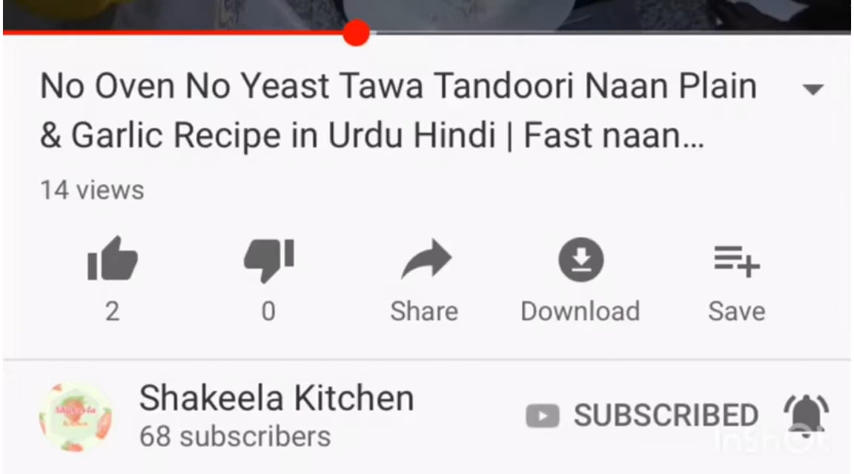 No Oven No Yeast Tawa Tandoori Naan Plain
& Garlic Recipe in Urdu Hindi | Fast naan...
14 views
2
0
Share
Download
Save
Shakeela Kitchen
68 subscribers
SUBSCRIBED
InShOt